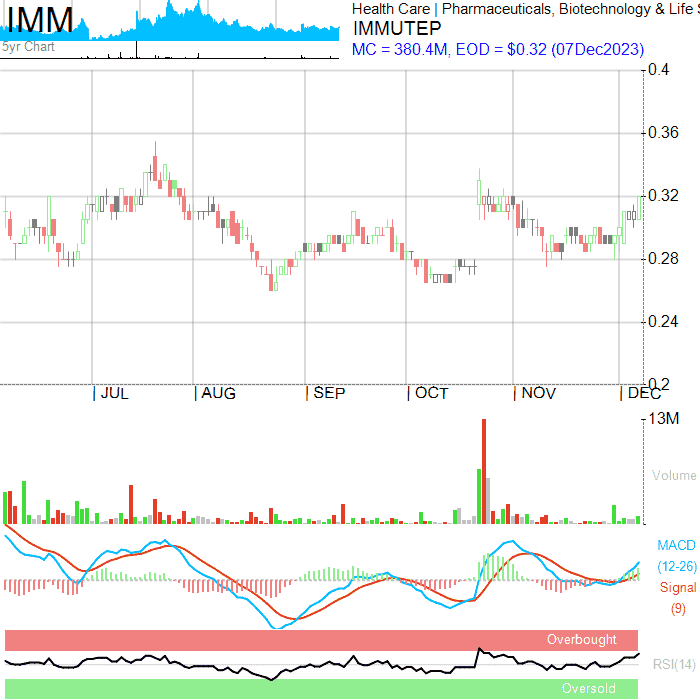 IMM
5yr Chart
Health Care | Pharmaceuticals, Biotechnology & Life S
IMMUTEP
MC = 380.4M, EOD = $0.32 (07Dec2023)
0.4
0.36
0.32
0.28
0.24
0.2
JUL
AUG
SEP
OCT
NOV
DEC
13M
Volume
MACD
(12-26)
Signal
(9)
Overbought
RSI(14)
Oversold